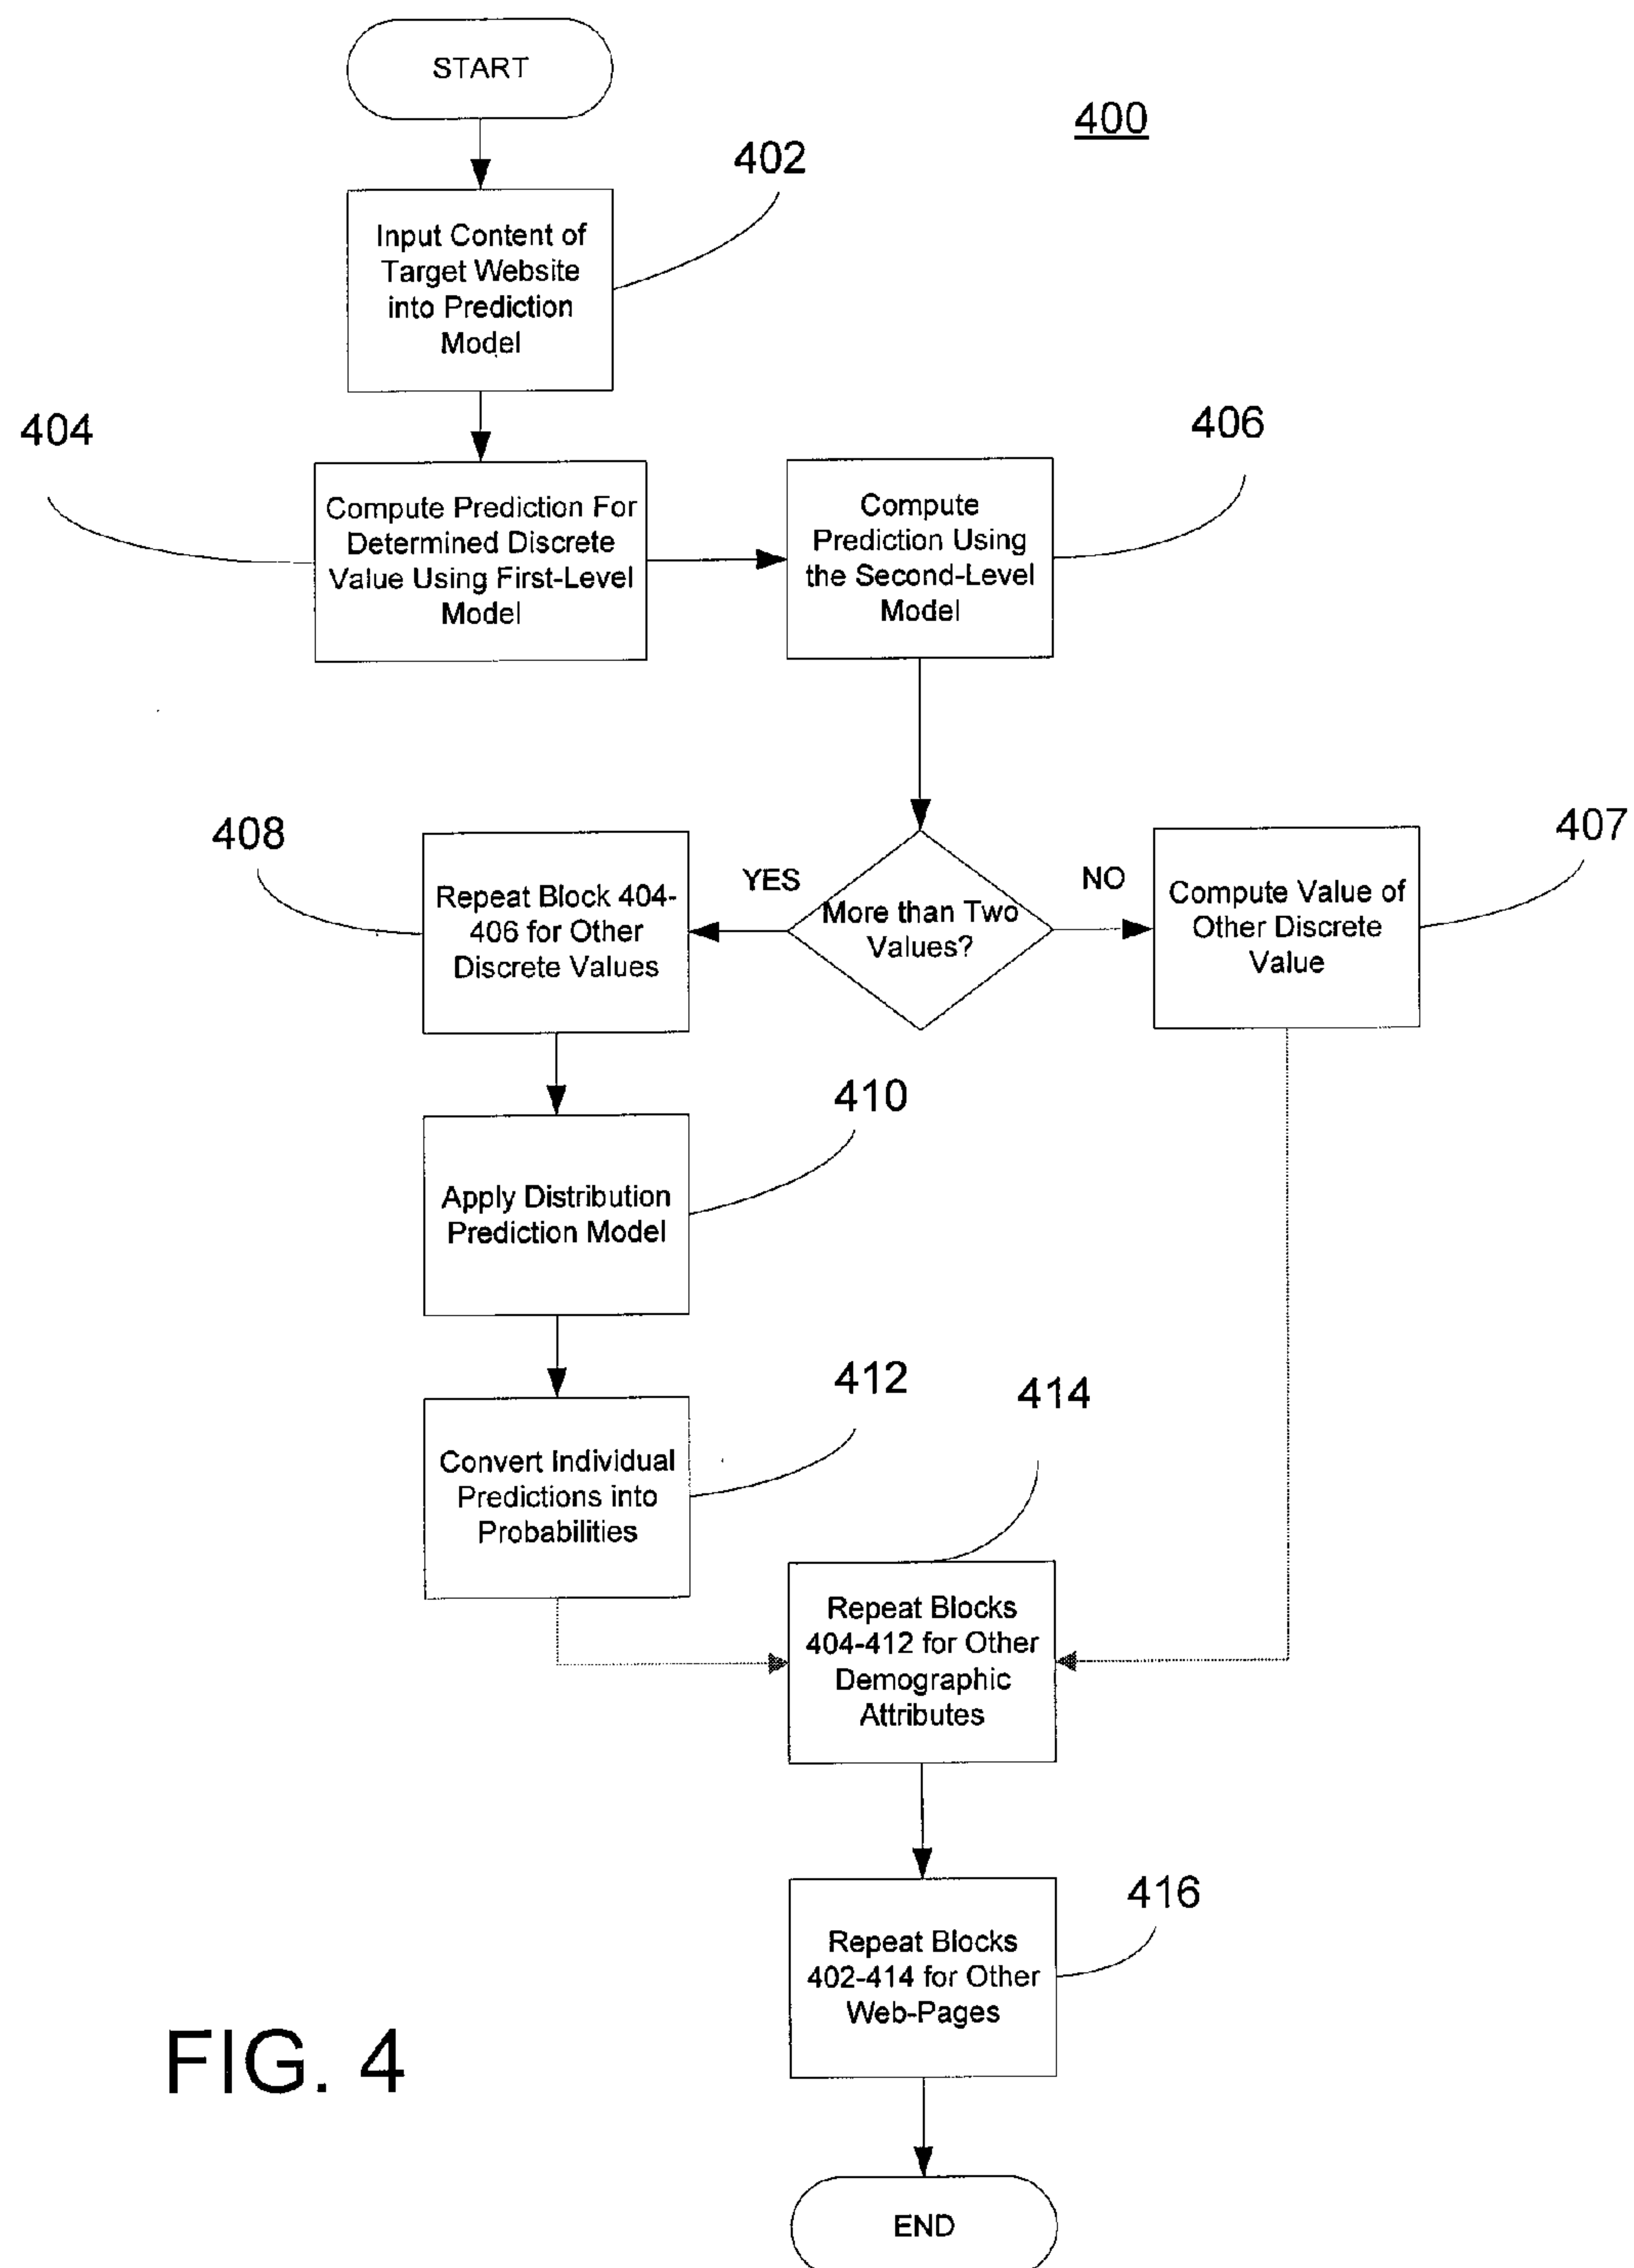 START
400
402
Input Content of
Target Website
into Prediction
Model
404
406
Compute Prediction For
Determined Discrete
Value Using First-Level
Model
Compute
Prediction Using
the Second-Level
Model
408
407
YES
NO
Repeat Block 404-
406 for Other
Discrete Values
More than Two
Values?
Compute Value of
Other Discrete
Value
410
Apply Distribution
Prediction Model
412
414
Convert Individual
Predictions into
Probabilities
Repeat Blocks
404-412 for Other
Demographic
Attributes
416
Repeat Blocks
402-414 for Other
Web-Pages
FIG. 4
END